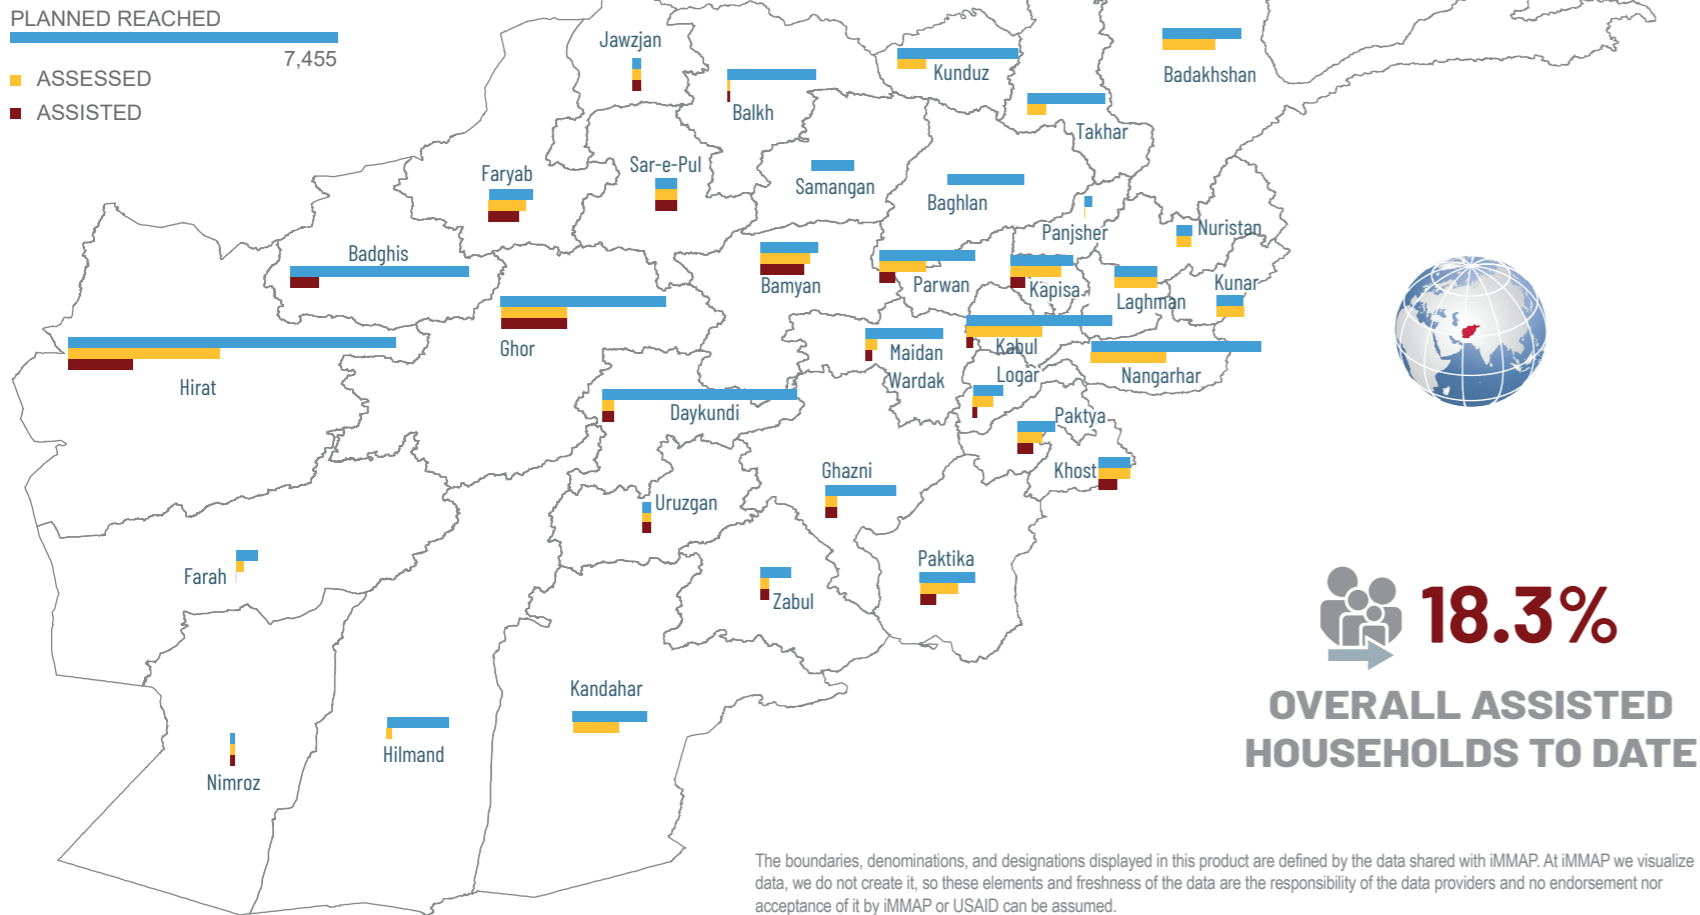 PLANNED REACHED
7,455
ASSESSED
ASSISTED
Jawzjan
Balkh
Kunduz
Badakhshan
Takhar
Faryab
Sar-e-Pul
Samangan
Baghlan
Panjsher
Nuristan
Badghis
Bamyan
Parwan
Kapisa
Laghman
Kunar
Ghor
Hirat
Maidan
Wardak
Kabul
Logar
Nangarhar
Daykundi
Paktya
Khost
Ghazni
Uruzgan
Farah
Zabul
Paktika
Kandahar
Hilmand
Nimroz
18.3%
OVERALL ASSISTED
HOUSEHOLDS TO DATE
The boundaries, denominations, and designations displayed in this product are defined by the data shared with iMMAP. At iMMAP we visualize
data, we do not create it, so these elements and freshness of the data are the responsibility of the data providers and no endorsement nor
acceptance of it by iMMAP or USAID can be assumed.